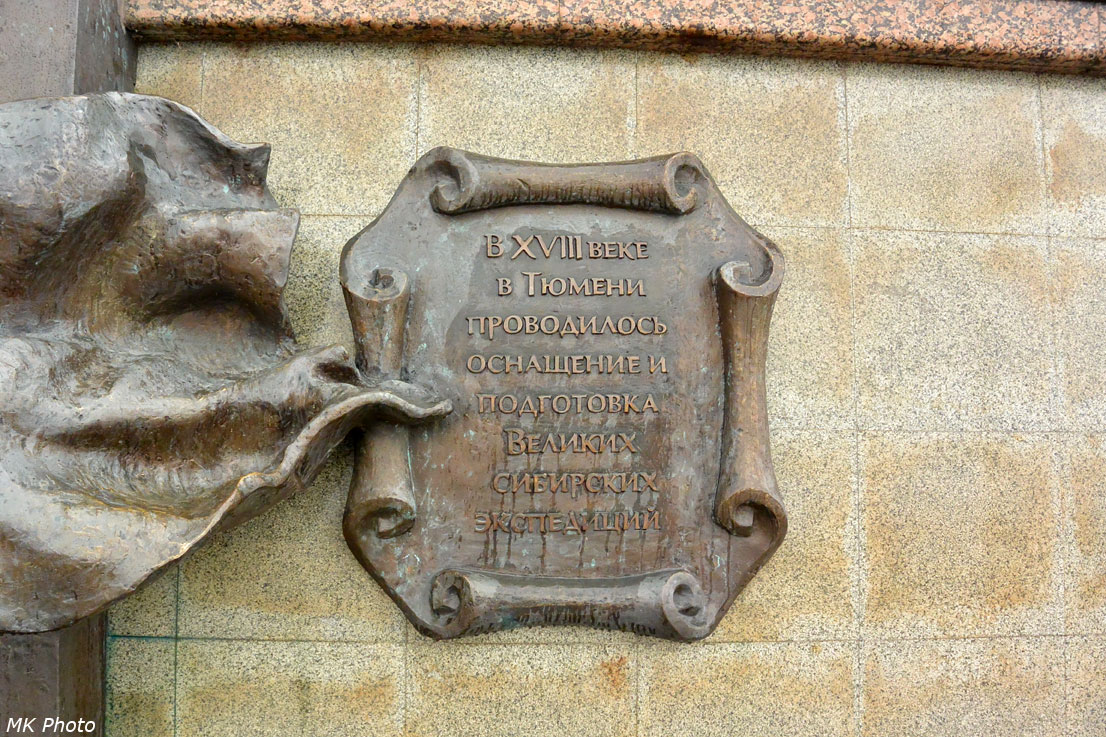 В XVIII веке
в Тюмени
проводилось
оснащение и
подготовка
Великих
сибирских
экспедиций
MK Photo